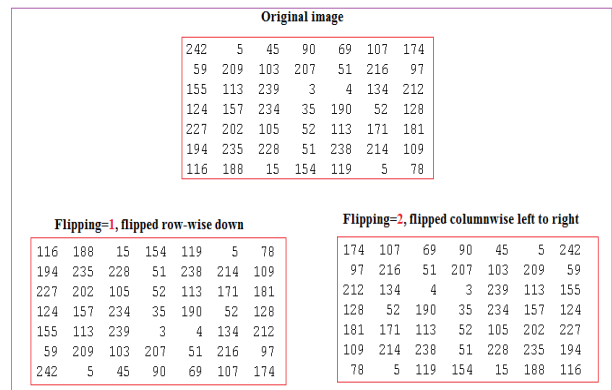 Original image
242 5 45 90 69 107 174
59 209 103 207 51 216 97
155 113 239 3 4 134 212
124 157 234 35 190 52 128
227 202 105 52 113 171 181
194 235 228 51 238 214 109
116 188 15 154 119 5 78
Flipping=1, flipped row-wise down
116 188 15 154 119 5 78
194 235 228 51 238 214 109
227 202 105 52 113 171 181
124 157 234 35 190 52 128
155 113 239 3 4 134 212
59 209 103 207 51 216 97
242 5 45 90 69 107 174
Flipping=2, flipped columnwise left to right
174 107 69 90 45 5 242
97 216 51 207 103 209 59
212 134 4 3 239 113 155
128 52 190 35 234 157 124
181 171 113 52 105 202 227
109 214 238 51 228 235 194
78 5 119 154 15 188 116